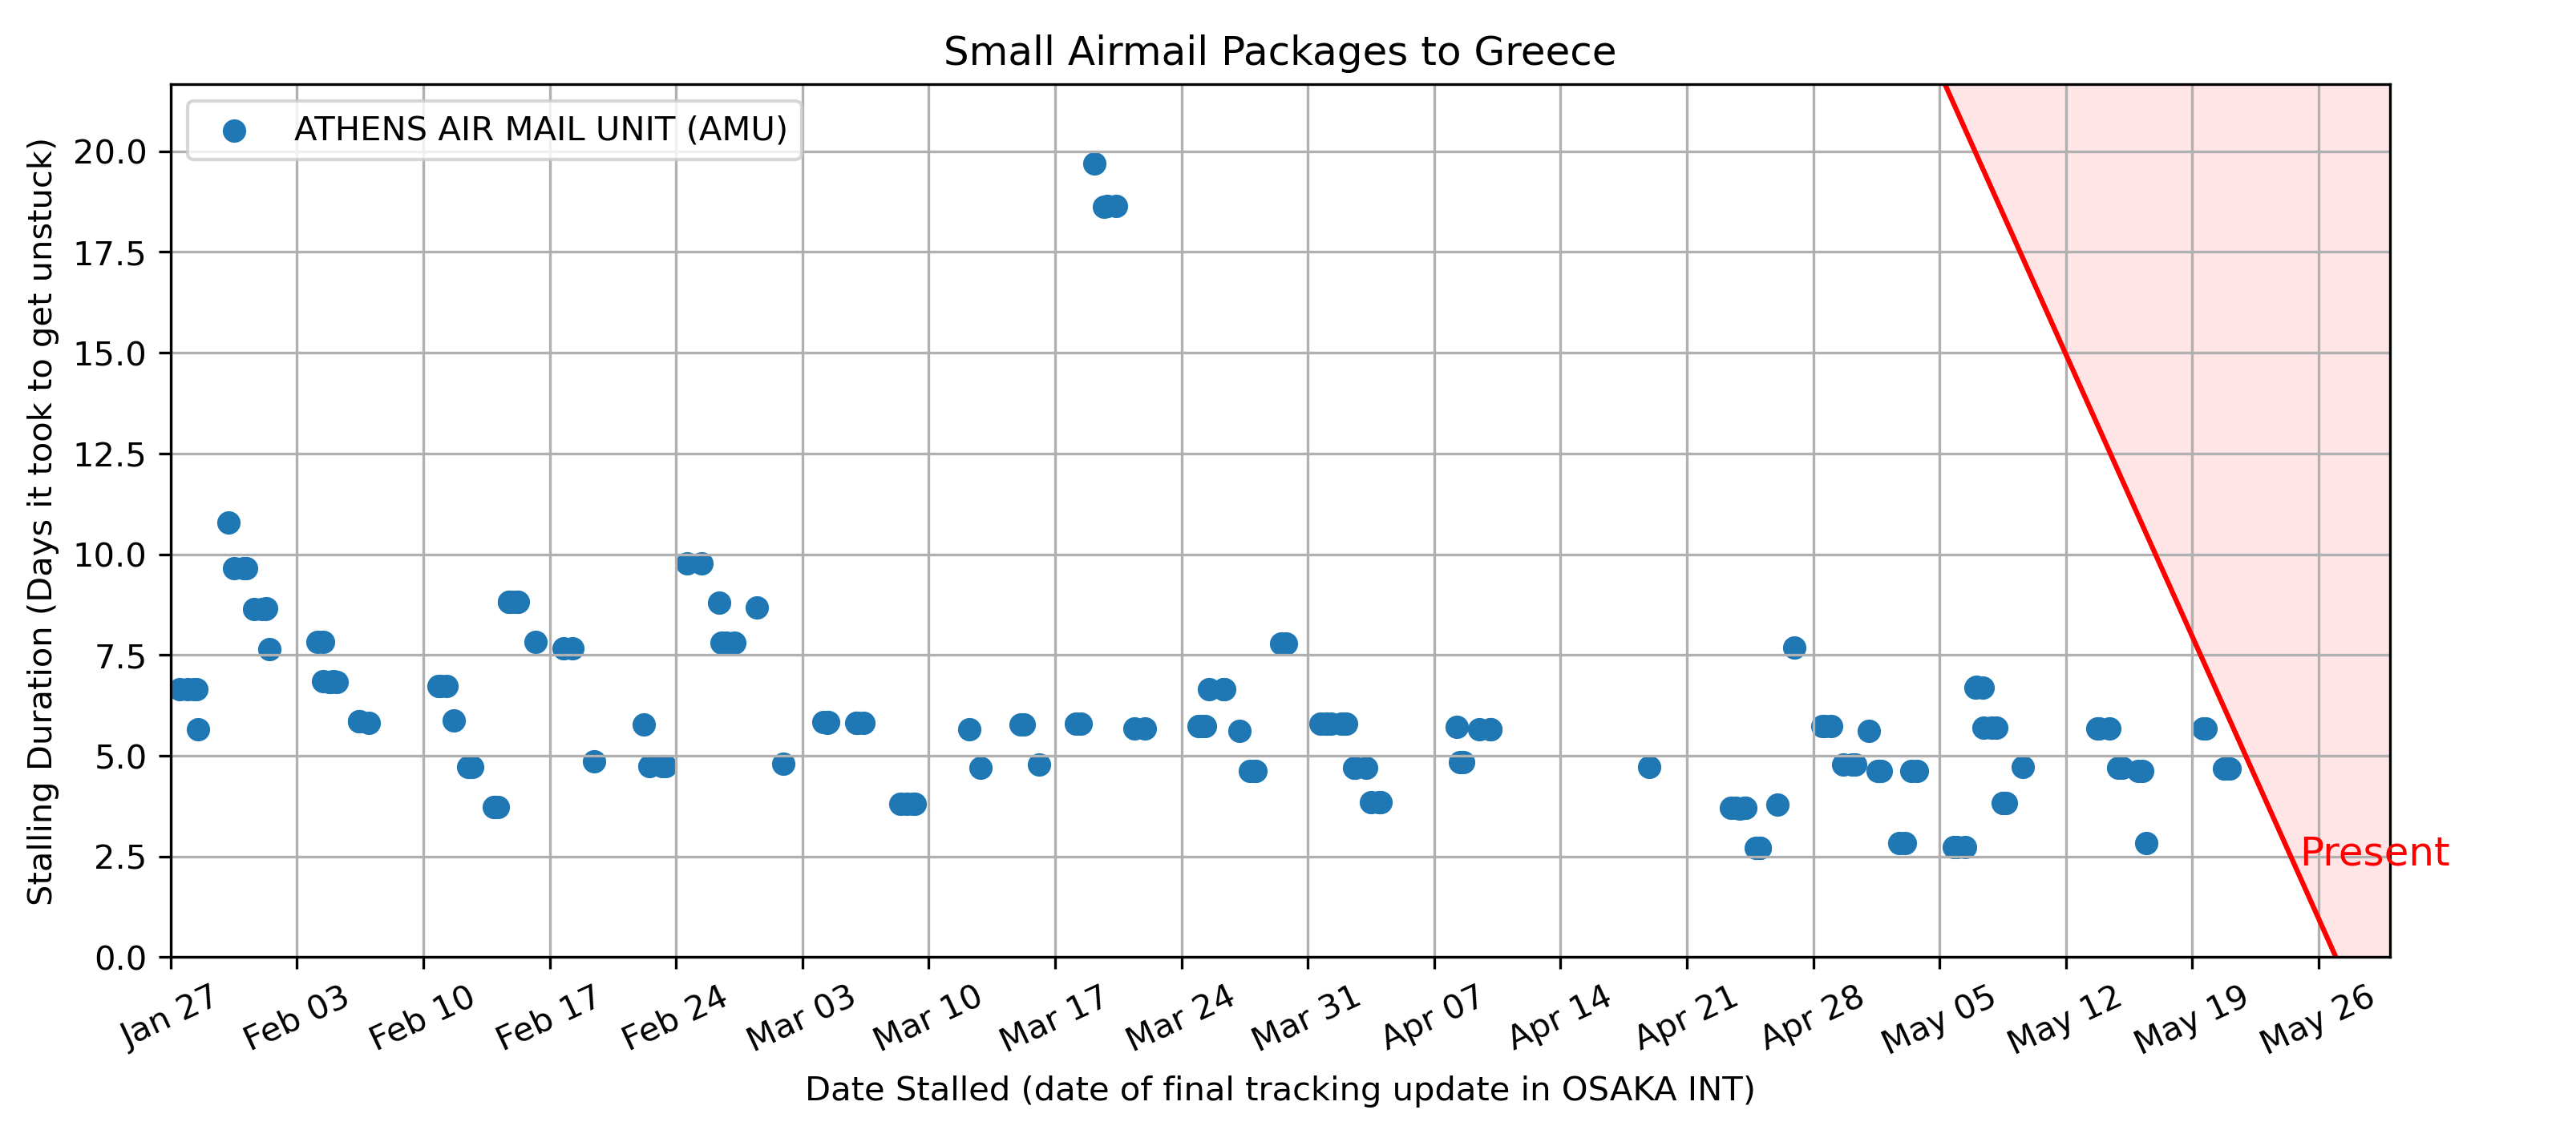 Small Airmail Packages to Greece
ATHENS AIR MAIL UNIT (AMU)
Stalling Duration (Days it took to get unstuck)
20.0
17.5
15.0
12.5
10.0
7.5
5.0
2.5
0.0
Present
Jan 27
Feb 03
Feb 10
Feb 17
Feb 24
Mar 03
Mar 10
Mar 17
Mar 24
Mar 31
Apr 07
Apr 14
Apr 21
Apr 28
May 05
May 12
May 19
May 26
Date Stalled (date of final tracking update in OSAKA INT)